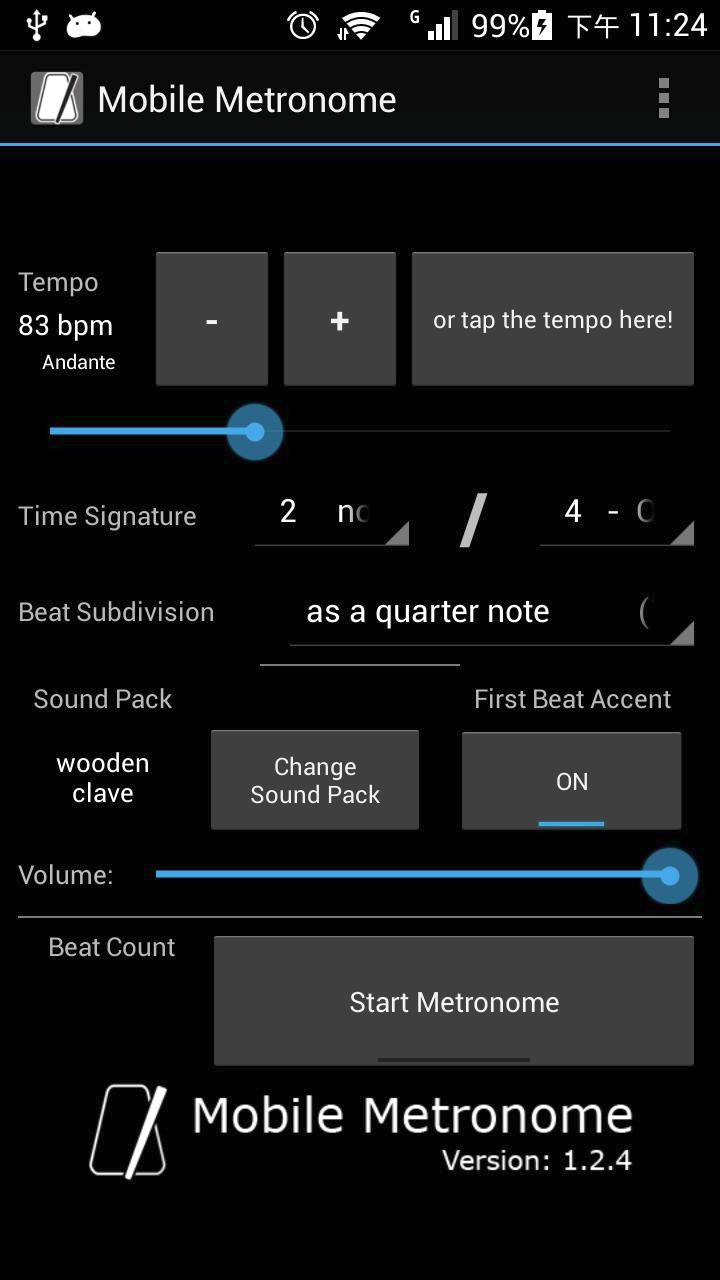 G 99% 下午 11:24
Mobile Metronome
Tempo
83 bpm
Andante
-
+
or tap the tempo here!
Time Signature
2
/
4 -
Beat Subdivision
as a quarter note (
Sound Pack
First Beat Accent
wooden
clave
Change
Sound Pack
ON
Volume:
Beat Count
Start Metronome
Mobile Metronome
Version: 1.2.4